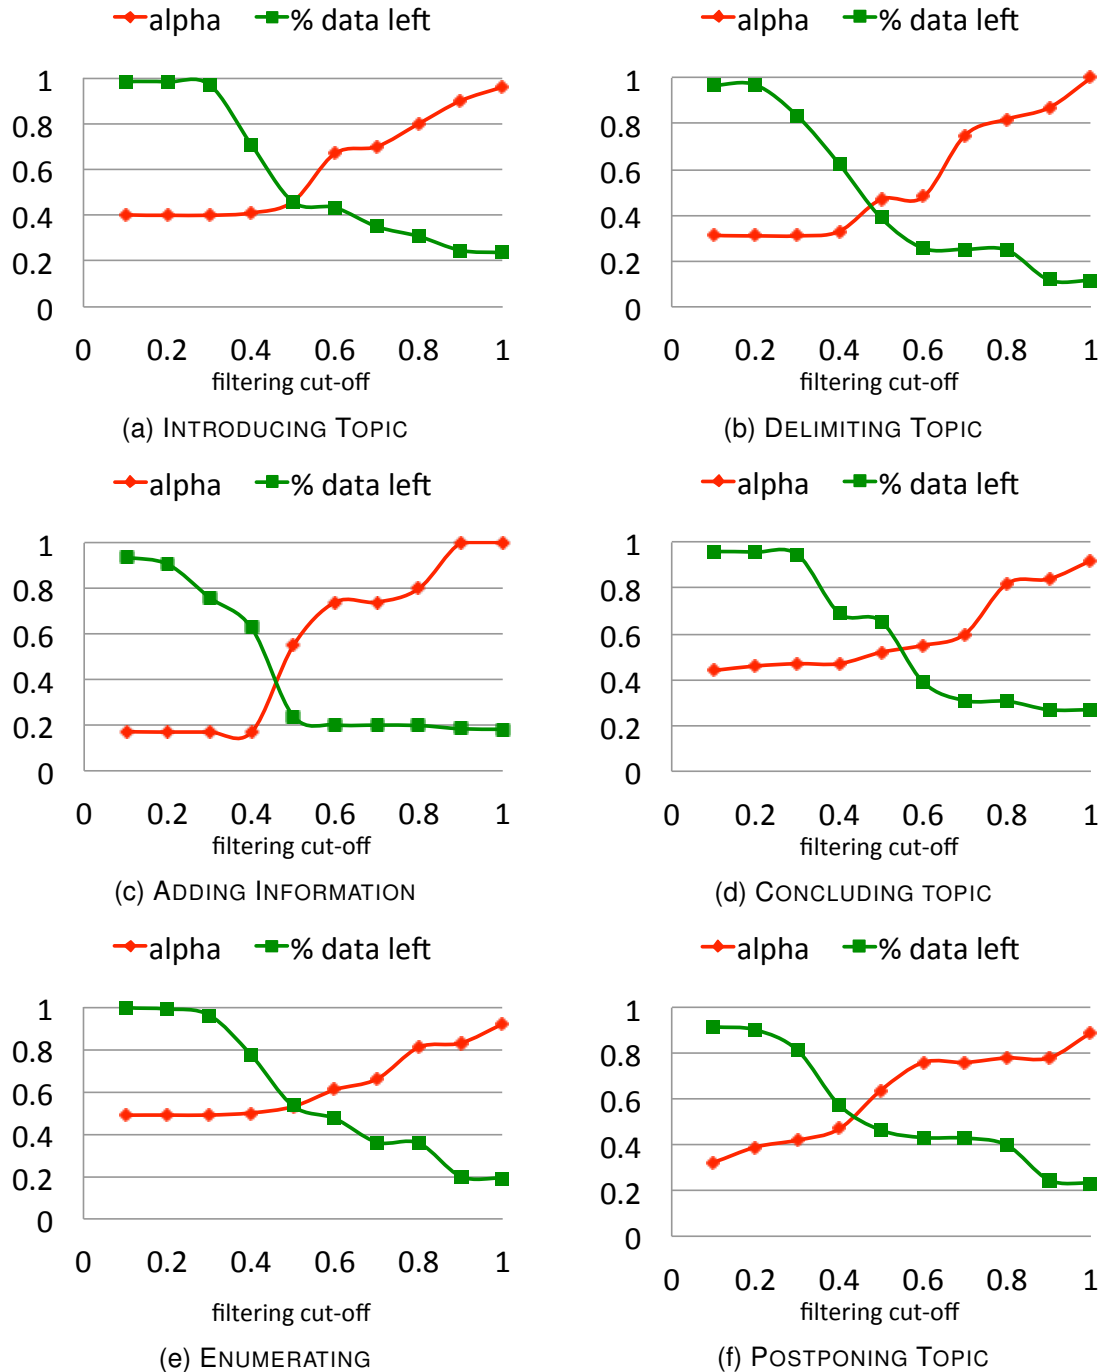 alpha % data left alpha % data left
1 1
0.8 0.8
0.6 0.6
0.4 0.4
0.2 0.2
0 0
0 0.2 0.4 0.6 0.8 1 0 0.2 0.4 0.6 0.8 1
filtering cut-off filtering cut-off
(a) INTRODUCING TOPIC (b) DELIMITING TOPIC
alpha % data left alpha % data left
1 1
0.8 0.8
0.6 0.6
0.4 0.4
0.2 0.2
0 0
0 0.2 0.4 0.6 0.8 1 0 0.2 0.4 0.6 0.8 1
filtering cut-off filtering cut-off
(c) ADDING INFORMATION (d) CONCLUDING TOPIC
alpha % data left alpha % data left
1 1
0.8 0.8
0.6 0.6
0.4 0.4
0.2 0.2
0 0
0 0.2 0.4 0.6 0.8 1 0 0.2 0.4 0.6 0.8 1
filtering cut-off filtering cut-off
(e) ENUMERATING (f) POSTPONING TOPIC